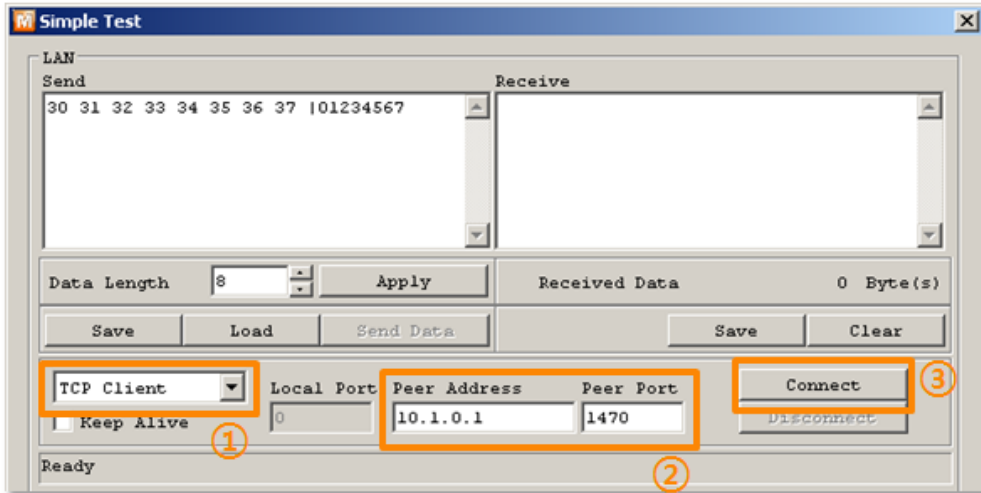 Simple Test
LAN
Send Receive
30 31 32 33 34 35 36 37 |01234567
Data Length 8 Apply Received Data 0 Byte(s)
Save Load Send Data Save Clear
TCP Client Local Port Peer Address Peer Port Connect ③
Keep Alive 0 10.1.0.1 1470 Disconnect
① ②
Ready